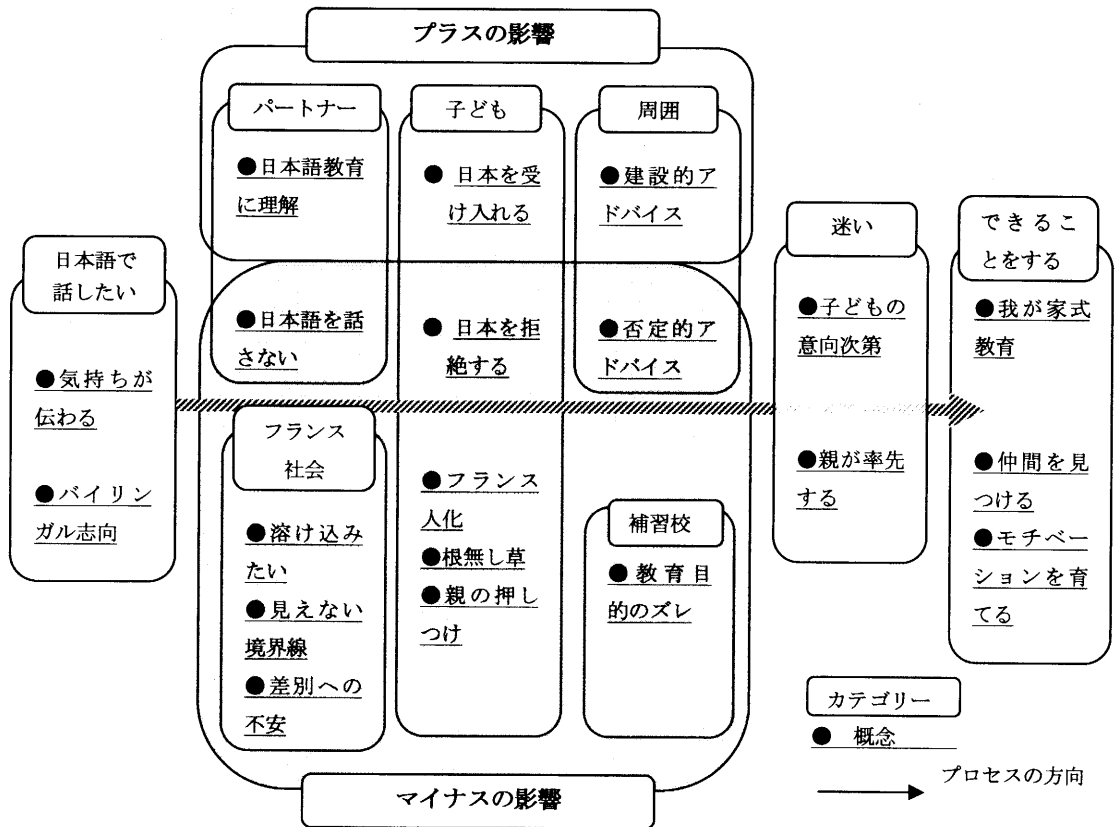 プラスの影響
パートナー
●日本語教育
に理解
●日本語を話
さない
子ども
● 日本を受
け入れる
● 日本を拒
絶する
●フランス
人化
●根無し草
●親の押し
つけ
周囲
●建設的ア
ドバイス
●否定的ア
ドバイス
日本語で
話したい
●気持ちが
伝わる
●バイリン
ガル志向
フランス
社会
●溶け込み
たい
●見えない
境界線
●差別への
不安
補習校
●教育目
的のズレ
迷い
●子どもの
意向次第
●親が率先
する
できるこ
とをする
●我が家式
教育
●仲間を見
つける
●モチベー
ションを育
てる
マイナスの影響
カテゴリー
● 概念
プロセスの方向